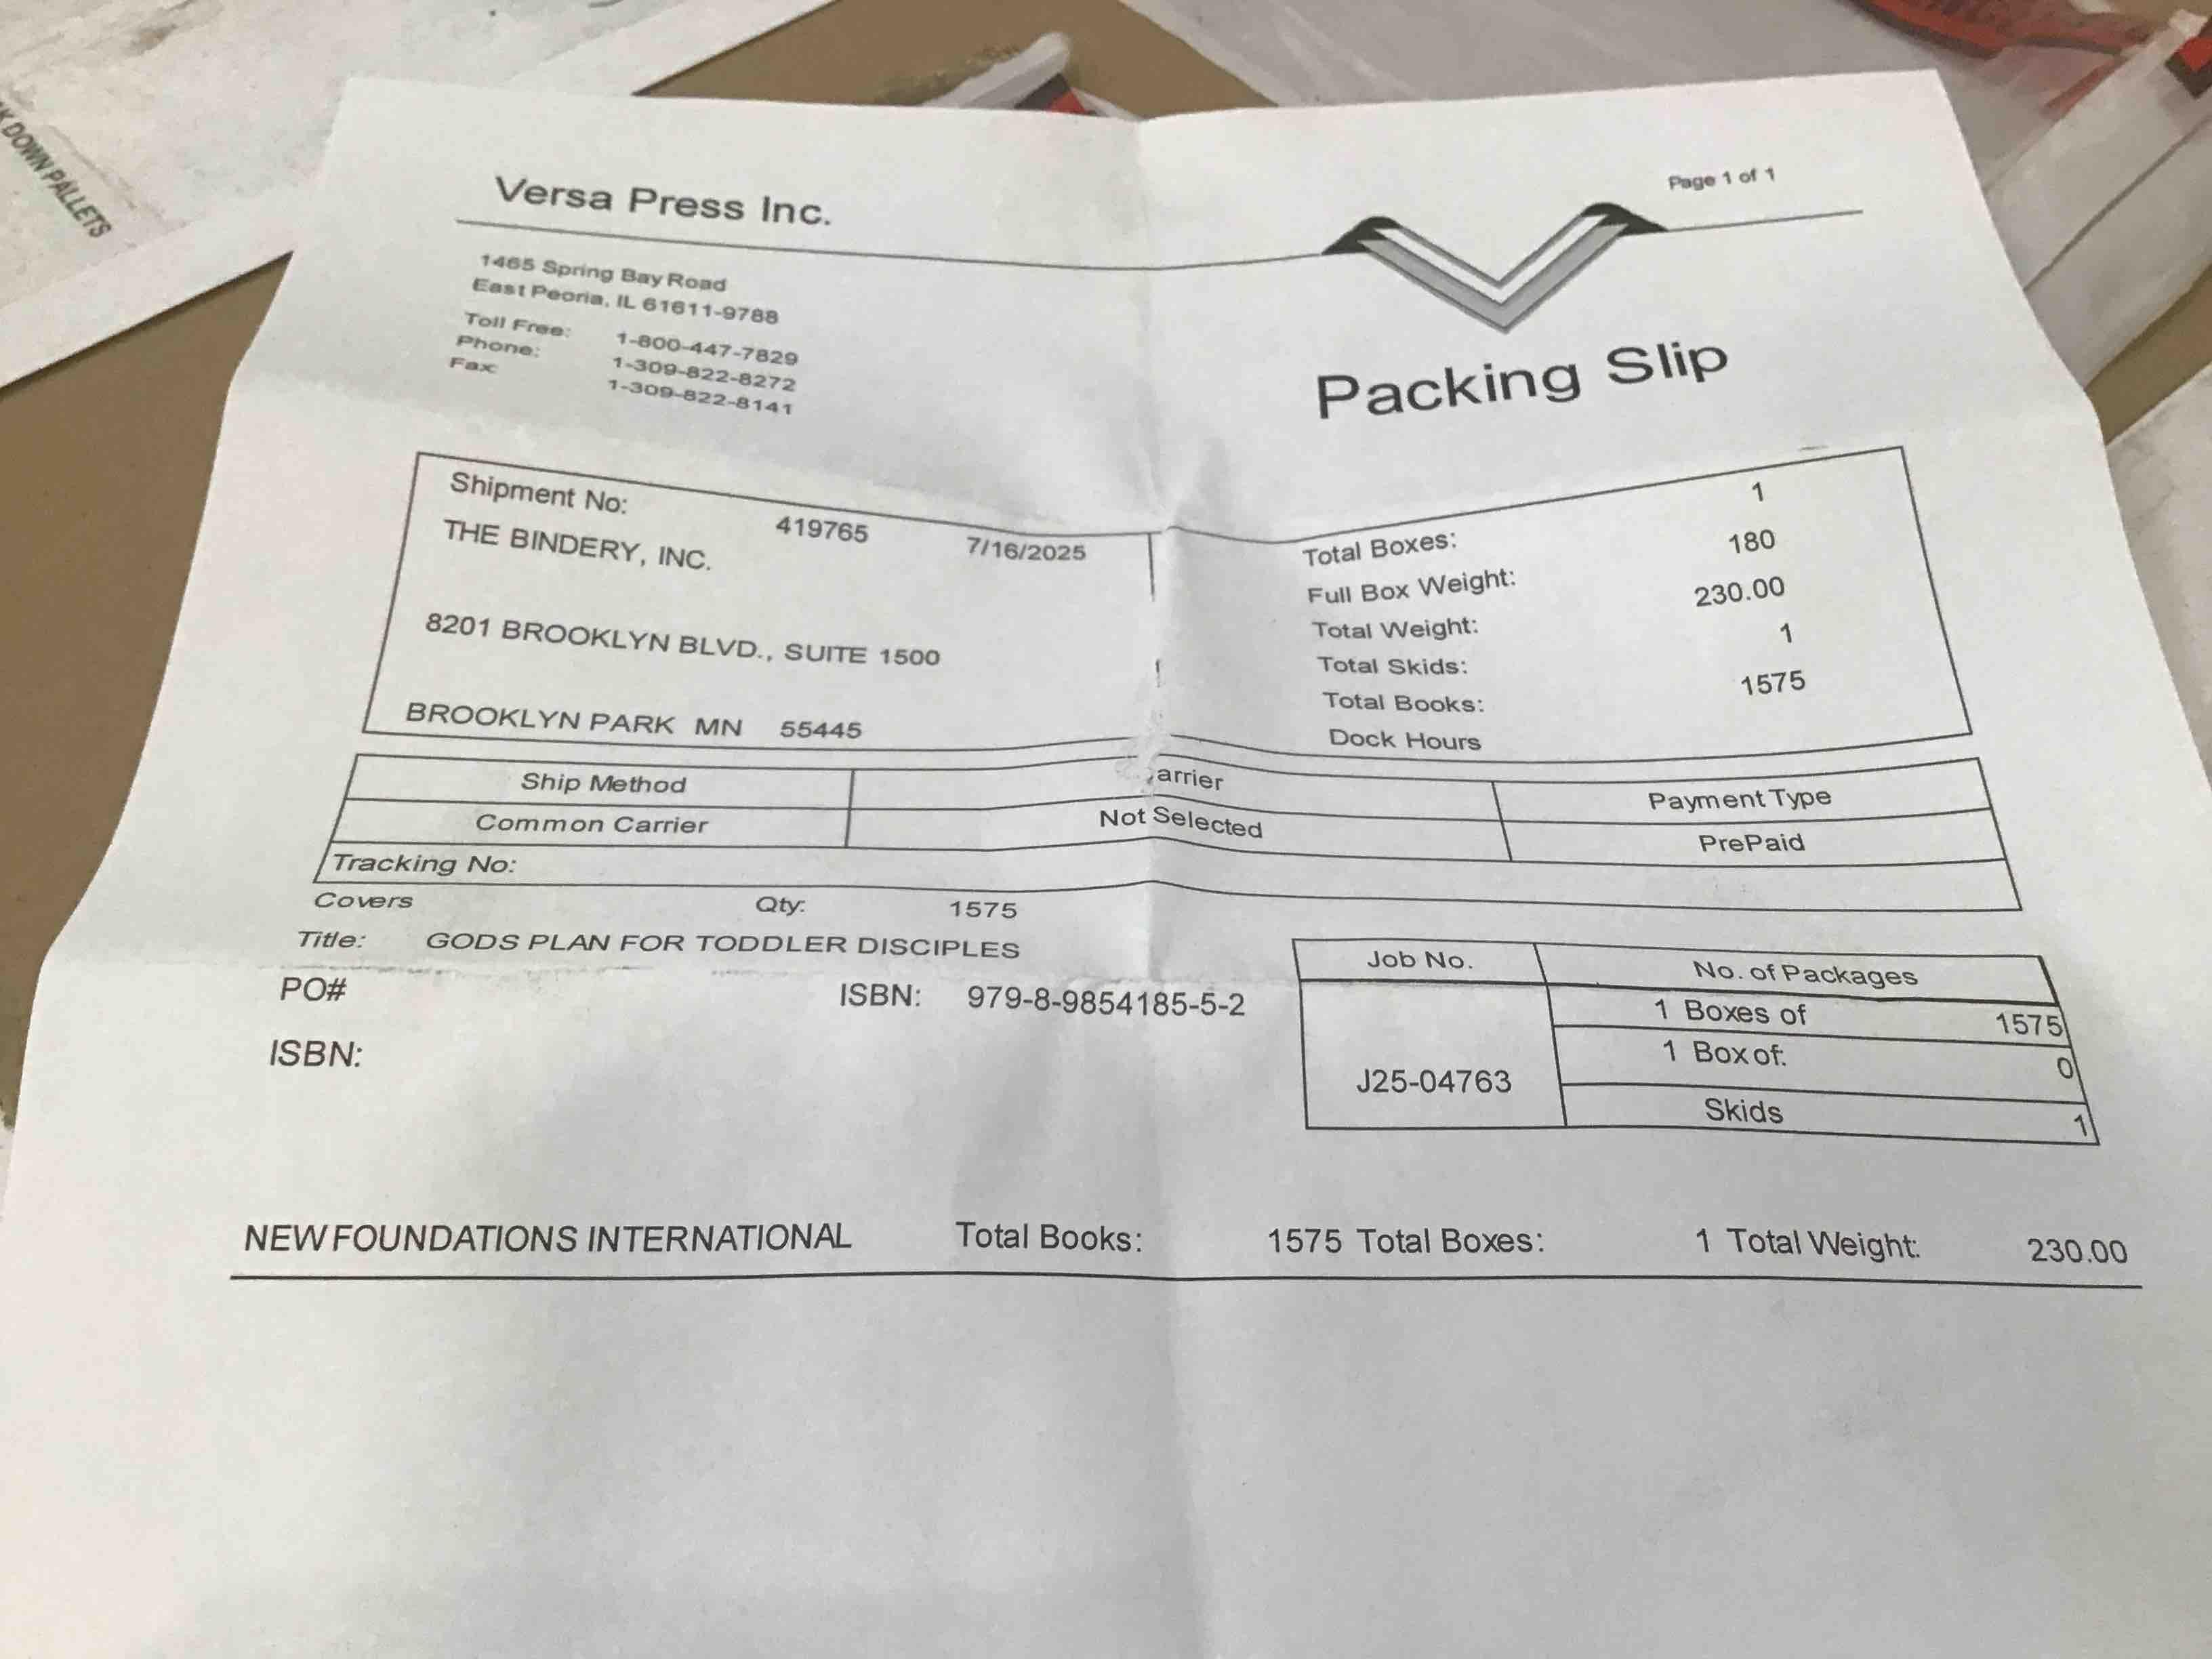 K DOWN PALLETS
Page 1 of 1
Versa Press Inc.
1465 Spring Bay Road
East Peoria, IL 61611-9788
Toll Free: 1-800-447-7829
Phone: 1-309-822-8272
Fax: 1-309-822-8141
Packing Slip
Shipment No: 419765 7/16/2025
THE BINDERY, INC.
8201 BROOKLYN BLVD., SUITE 1500
BROOKLYN PARK MN 55445
Total Boxes: 1
Full Box Weight: 180
Total Weight: 230.00
Total Skids: 1
Total Books: 1575
Dock Hours
Ship Method arrier Payment Type
Common Carrier Not Selected PrePaid
Tracking No:
Covers Qty: 1575
Title: GODS PLAN FOR TODDLER DISCIPLES
PO# ISBN: 979-8-9854185-5-2
ISBN:
Job No. No. of Packages
J25-04763
1 Boxes of 1575
1 Box of: 0
Skids 1
NEW FOUNDATIONS INTERNATIONAL Total Books: 1575 Total Boxes: 1 Total Weight: 230.00